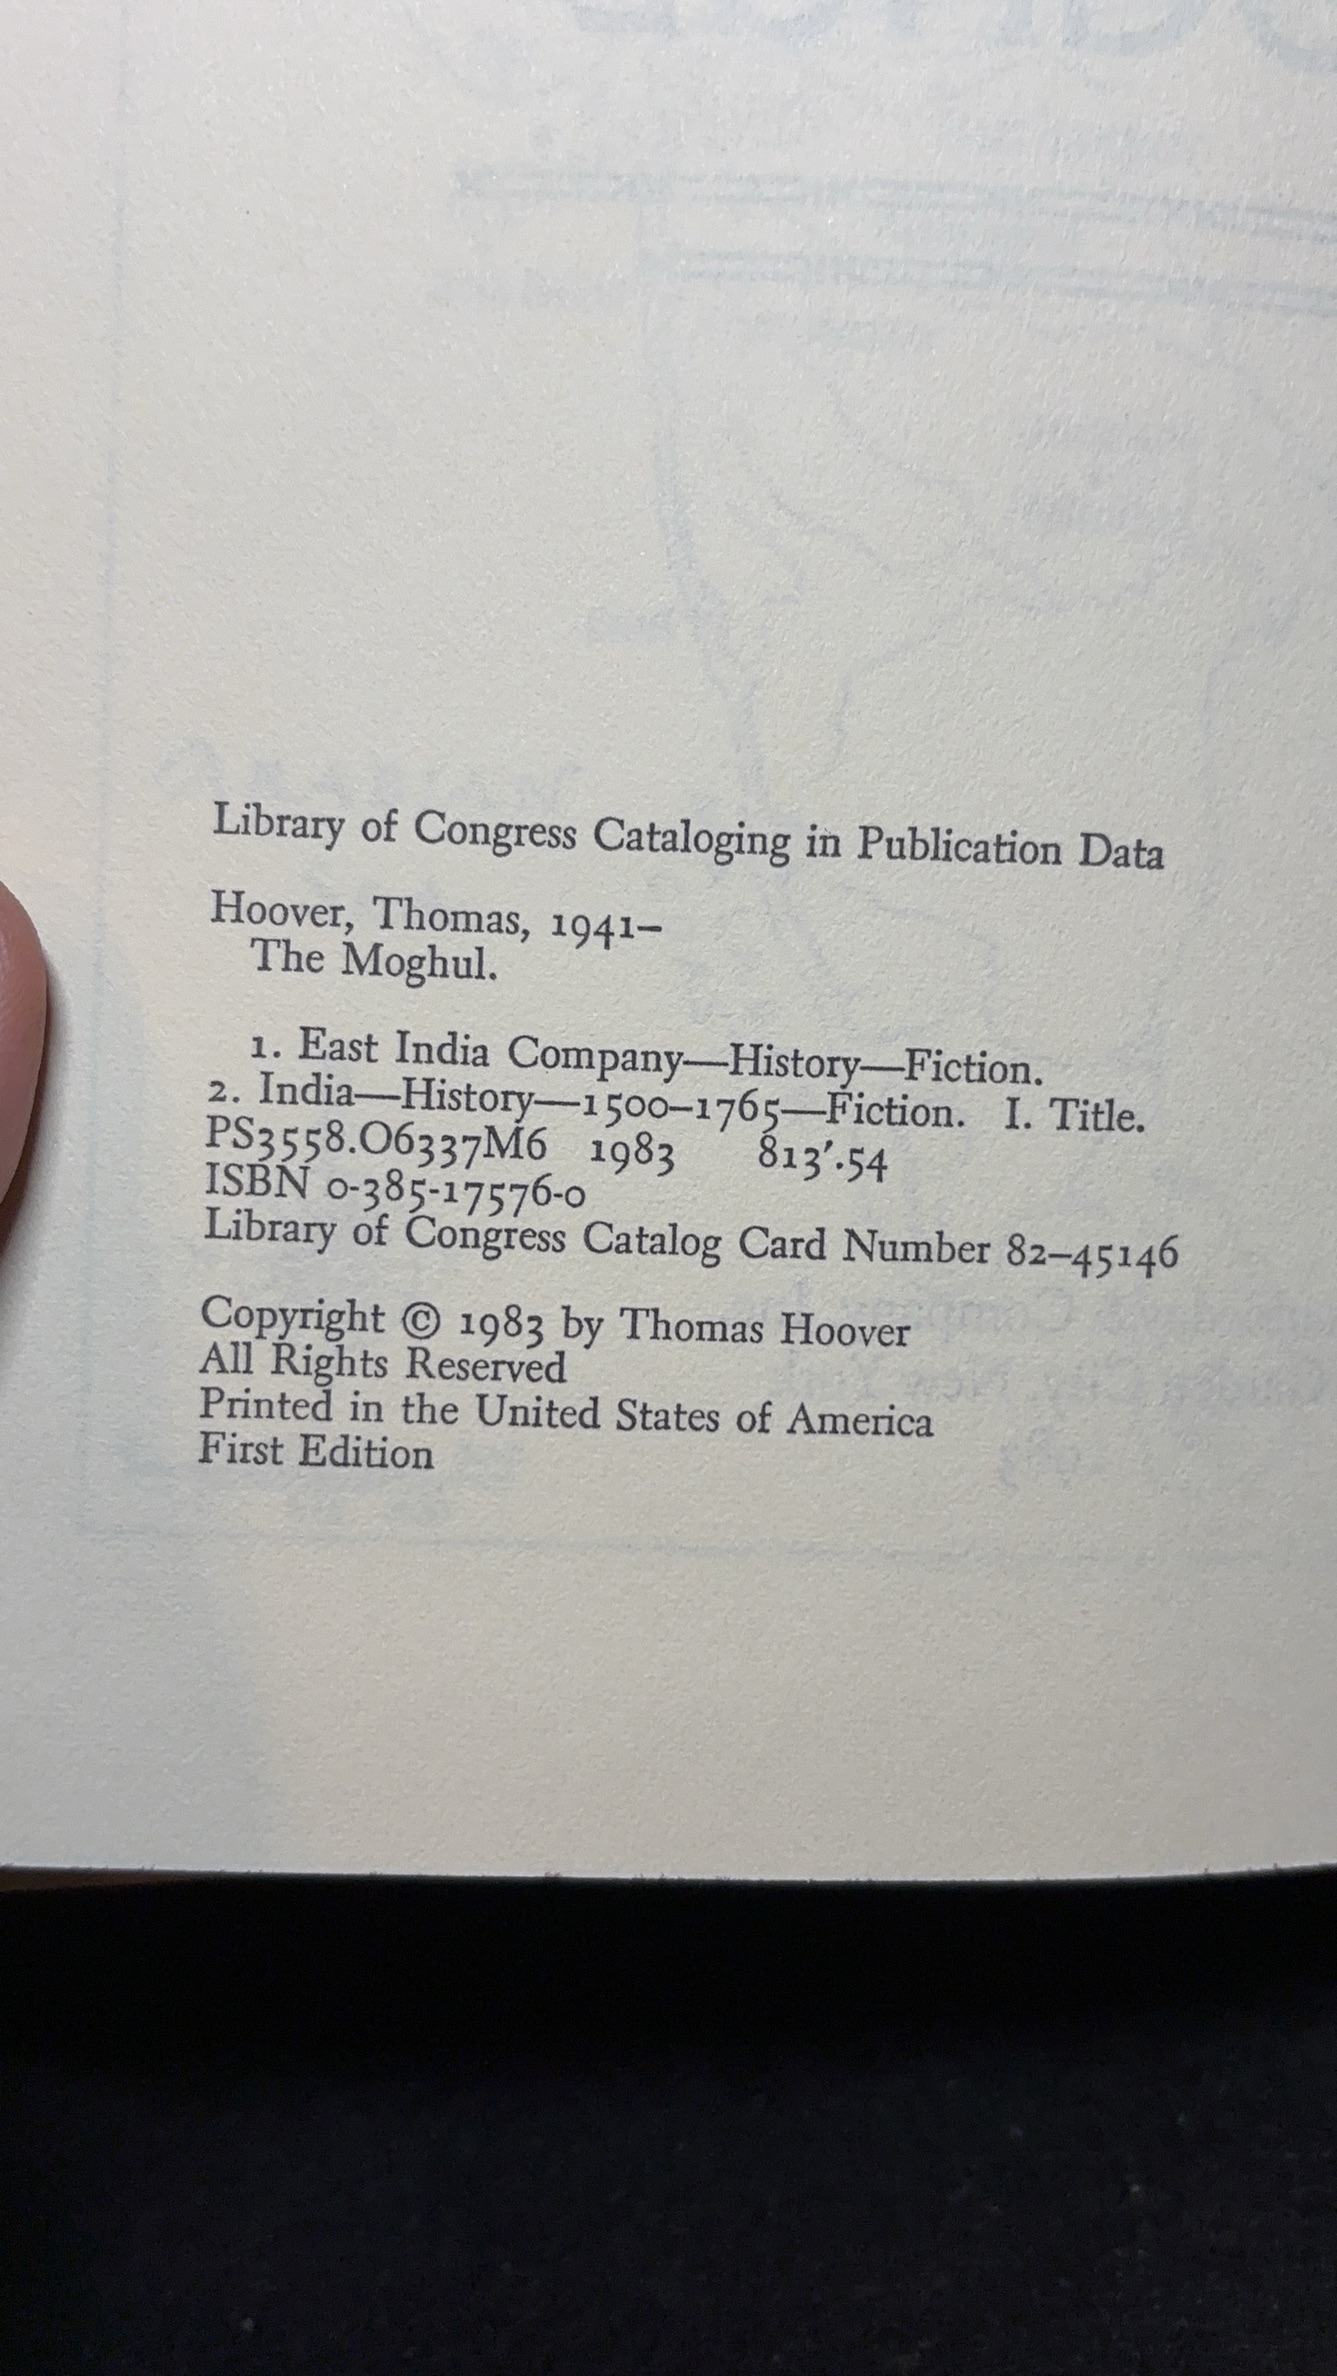 Library of Congress Cataloging in Publication Data
Hoover, Thomas, 1941–
The Moghul.
1. East India Company—History—Fiction.
2. India—History—1500–1765—Fiction. I. Title.
PS3558.O6337M6 1983 813′.54
ISBN 0-385-17576-0
Library of Congress Catalog Card Number 82–45146
Copyright © 1983 by Thomas Hoover
All Rights Reserved
Printed in the United States of America
First Edition